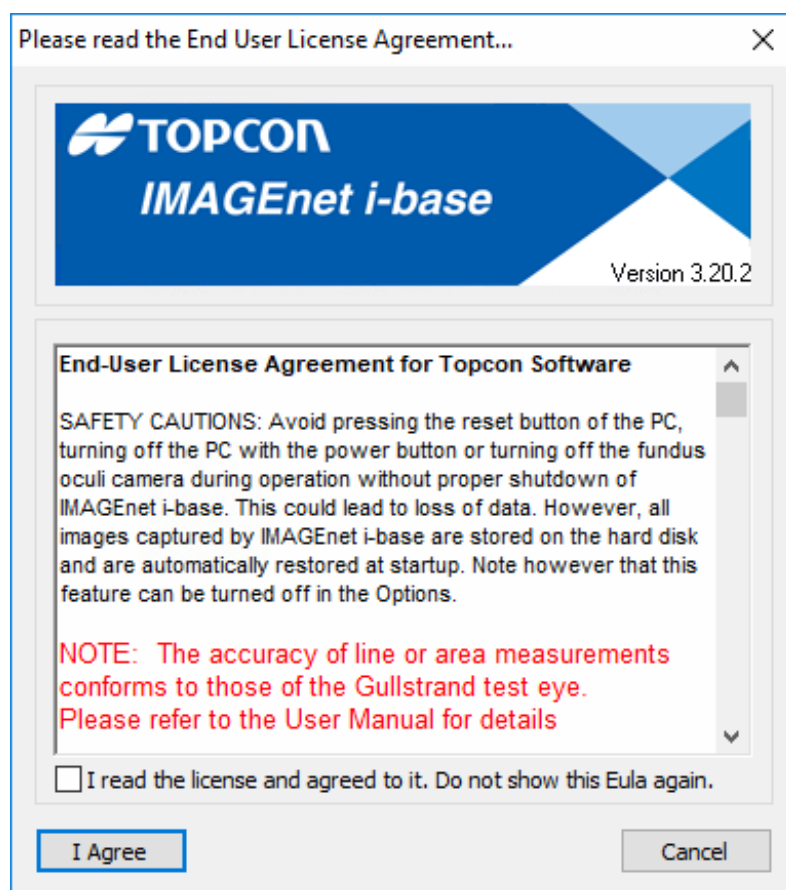 Please read the End User License Agreement...
TOPCON
IMAGEnet i-base
Version 3.20.2
End-User License Agreement for Topcon Software
SAFETY CAUTIONS: Avoid pressing the reset button of the PC,
turning off the PC with the power button or turning off the fundus
oculi camera during operation without proper shutdown of
IMAGEnet i-base. This could lead to loss of data. However, all
images captured by IMAGEnet i-base are stored on the hard disk
and are automatically restored at startup. Note however that this
feature can be turned off in the Options.
NOTE: The accuracy of line or area measurements
conforms to those of the Gullstrand test eye.
Please refer to the User Manual for details
I read the license and agreed to it. Do not show this Eula again.
I Agree
Cancel